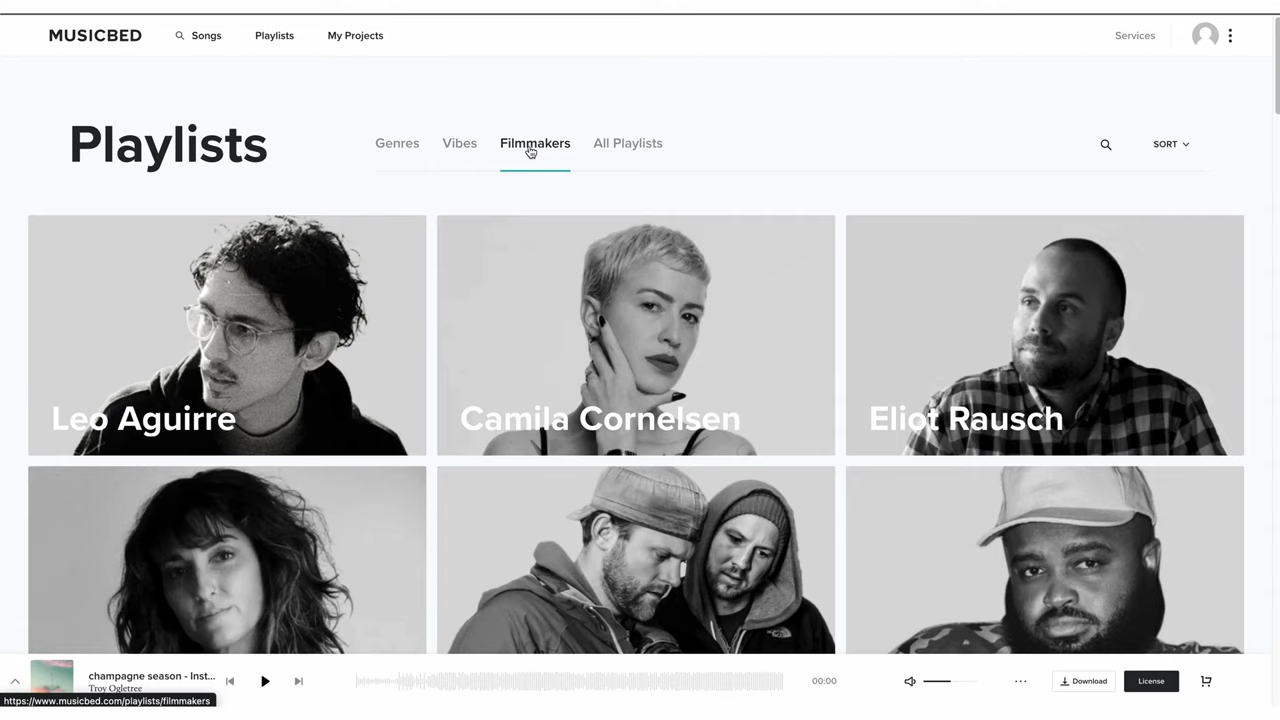 MUSICBED
Songs
Playlists
My Projects
Services
Playlists
Genres
Vibes
Filmmakers
All Playlists
SORT
Leo Aguirre
Camila Cornelsen
Eliot Rausch
champagne season - Inst...
Troy Ogletree
00:00
Download
License
https://www.musicbed.com/playlists/filmmakers